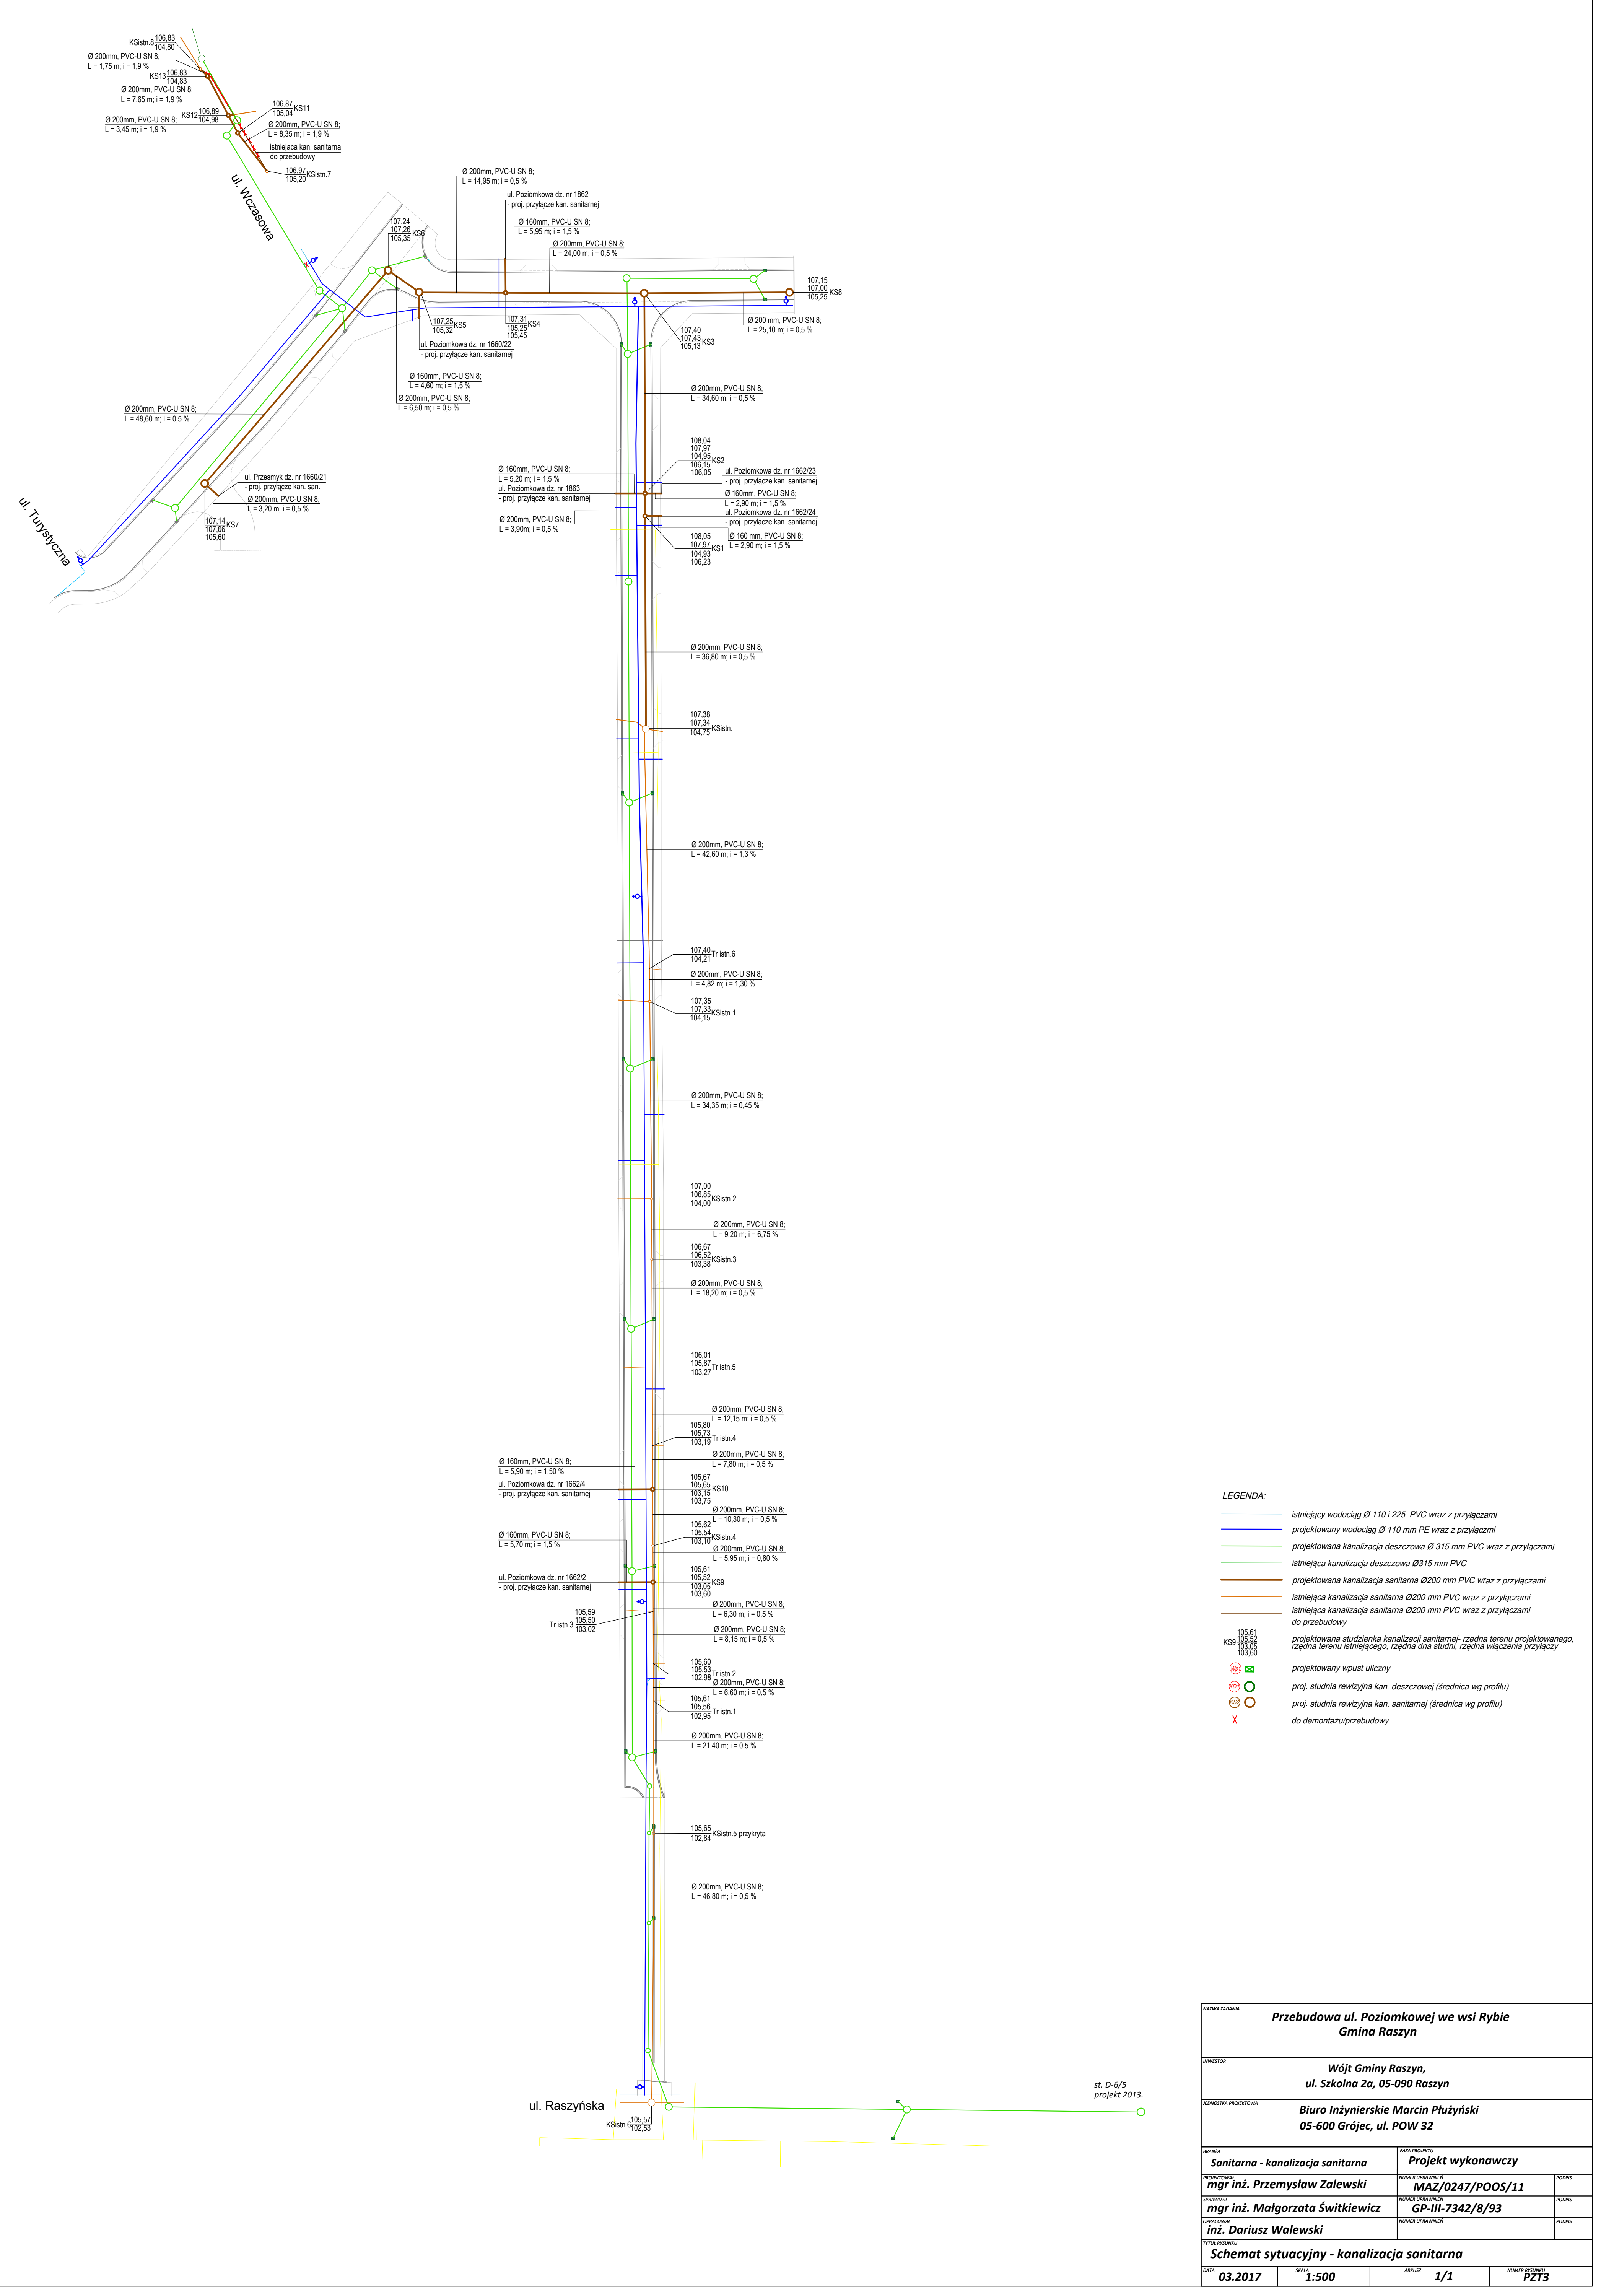 KSistn.8 106,83
104,80
Ø 200mm, PVC-U SN 8;
L = 1,75 m; i = 1,9 %
KS13 106,83
104,83
Ø 200mm, PVC-U SN 8;
L = 7,65 m; i = 1,9 %
KS12 106,89
104,98
Ø 200mm, PVC-U SN 8;
L = 3,45 m; i = 1,9 %
106,87
105,04 KS11
Ø 200mm, PVC-U SN 8;
L = 8,35 m; i = 1,9 %
istniejąca kan. sanitarna
do przebudowy
106,97
105,20 KSistn.7
ul. Wczasowa
Ø 200mm, PVC-U SN 8;
L = 14,95 m; i = 0,5 %
ul. Poziomkowa dz. nr 1862
- proj. przyłącze kan. sanitarnej
Ø 160mm, PVC-U SN 8;
L = 5,95 m; i = 1,5 %
Ø 200mm, PVC-U SN 8;
L = 24,00 m; i = 0,5 %
107,24
107,26
105,35 KS6
107,15
107,00
105,25 KS8
107,25
105,32 KS5
107,31
105,25
105,45 KS4
Ø 200 mm, PVC-U SN 8;
L = 25,10 m; i = 0,5 %
107,40
107,43
105,13 KS3
ul. Poziomkowa dz. nr 1660/22
- proj. przyłącze kan. sanitarnej
Ø 160mm, PVC-U SN 8;
L = 4,60 m; i = 1,5 %
Ø 200mm, PVC-U SN 8;
L = 6,50 m; i = 0,5 %
Ø 200mm, PVC-U SN 8;
L = 34,60 m; i = 0,5 %
Ø 200mm, PVC-U SN 8;
L = 48,60 m; i = 0,5 %
108,04
107,97
104,95
106,15
106,05
KS2
Ø 160mm, PVC-U SN 8;
L = 5,20 m; i = 1,5 %
ul. Poziomkowa dz. nr 1863
- proj. przyłącze kan. sanitarnej
ul. Poziomkowa dz. nr 1662/23
- proj. przyłącze kan. sanitarnej
Ø 160mm, PVC-U SN 8;
L = 2,90 m; i = 1,5 %
ul. Poziomkowa dz. nr 1662/24
- proj. przyłącze kan. sanitarnej
Ø 200mm, PVC-U SN 8;
L = 3,90m; i = 0,5 %
Ø 160 mm, PVC-U SN 8;
L = 2,90 m; i = 1,5 %
108,05
107,97
104,93
106,23
KS1
ul. Przesmyk dz. nr 1660/21
- proj. przyłącze kan. san.
Ø 200mm, PVC-U SN 8;
L = 3,20 m; i = 0,5 %
107,14
107,06
105,60 KS7
ul. Turystyczna
Ø 200mm, PVC-U SN 8;
L = 36,80 m; i = 0,5 %
107,38
107,34
104,75 KSistn.
Ø 200mm, PVC-U SN 8;
L = 42,60 m; i = 1,3 %
107,40
104,21 Tr istn.6
Ø 200mm, PVC-U SN 8;
L = 4,82 m; i = 1,30 %
107,35
107,33
104,15 KSistn.1
Ø 200mm, PVC-U SN 8;
L = 34,35 m; i = 0,45 %
107,00
106,85
104,00 KSistn.2
Ø 200mm, PVC-U SN 8;
L = 9,20 m; i = 6,75 %
106,67
106,52
103,38 KSistn.3
Ø 200mm, PVC-U SN 8;
L = 18,20 m; i = 0,5 %
106,01
105,87
103,27 Tr istn.5
Ø 200mm, PVC-U SN 8;
L = 12,15 m; i = 0,5 %
105,80
105,73
103,19 Tr istn.4
Ø 200mm, PVC-U SN 8;
L = 7,80 m; i = 0,5 %
Ø 160mm, PVC-U SN 8;
L = 5,90 m; i = 1,50 %
ul. Poziomkowa dz. nr 1662/4
- proj. przyłącze kan. sanitarnej
105,67
105,65
103,15
103,75
KS10
Ø 200mm, PVC-U SN 8;
L = 10,30 m; i = 0,5 %
105,62
105,54
103,10 KSistn.4
Ø 200mm, PVC-U SN 8;
L = 5,95 m; i = 0,80 %
Ø 160mm, PVC-U SN 8;
L = 5,70 m; i = 1,5 %
ul. Poziomkowa dz. nr 1662/2
- proj. przyłącze kan. sanitarnej
105,61
105,52
103,05
103,60
KS9
Ø 200mm, PVC-U SN 8;
L = 6,30 m; i = 0,5 %
105,59
105,50
103,02
Tr istn.3
Ø 200mm, PVC-U SN 8;
L = 8,15 m; i = 0,5 %
105,60
105,53
102,98 Tr istn.2
Ø 200mm, PVC-U SN 8;
L = 6,60 m; i = 0,5 %
105,61
105,56
102,95 Tr istn.1
Ø 200mm, PVC-U SN 8;
L = 21,40 m; i = 0,5 %
105,65
102,84 KSistn.5 przykryta
Ø 200mm, PVC-U SN 8;
L = 46,80 m; i = 0,5 %
ul. Raszyńska
KSistn.6 105,57
102,53
st. D-6/5
projekt 2013.
LEGENDA:
istniejący wodociąg Ø 110 i 225 PVC wraz z przyłączami
projektowany wodociąg Ø 110 mm PE wraz z przyłączmi
projektowana kanalizacja deszczowa Ø 315 mm PVC wraz z przyłączami
istniejąca kanalizacja deszczowa Ø315 mm PVC
projektowana kanalizacja sanitarna Ø200 mm PVC wraz z przyłączami
istniejąca kanalizacja sanitarna Ø200 mm PVC wraz z przyłączami
istniejąca kanalizacja sanitarna Ø200 mm PVC wraz z przyłączami
do przebudowy
KS9 105,61
105,52
103,05
103,60
projektowana studzienka kanalizacji sanitarnej- rzędna terenu projektowanego,
rzędna terenu istniejącego, rzędna dna studni, rzędna włączenia przyłączy
projektowany wpust uliczny
KD1 proj. studnia rewizyjna kan. deszczowej (średnica wg profilu)
KS2 proj. studnia rewizyjna kan. sanitarnej (średnica wg profilu)
X do demontażu/przebudowy
NAZWA ZADANIA
Przebudowa ul. Poziomkowej we wsi Rybie
Gmina Raszyn
INWESTOR
Wójt Gminy Raszyn,
ul. Szkolna 2a, 05-090 Raszyn
JEDNOSTKA PROJEKTOWA
Biuro Inżynierskie Marcin Płużyński
05-600 Grójec, ul. POW 32
BRANŻA
Sanitarna - kanalizacja sanitarna
FAZA PROJEKTU
Projekt wykonawczy
PROJEKTOWAŁ
mgr inż. Przemysław Zalewski
NUMER UPRAWNIEŃ
MAZ/0247/POOS/11
PODPIS
SPRAWDZIŁ
mgr inż. Małgorzata Świtkiewicz
NUMER UPRAWNIEŃ
GP-III-7342/8/93
PODPIS
OPRACOWAŁ
inż. Dariusz Walewski
NUMER UPRAWNIEŃ
PODPIS
TYTUŁ RYSUNKU
Schemat sytuacyjny - kanalizacja sanitarna
DATA
03.2017
SKALA
1:500
ARKUSZ
1/1
NUMER RYSUNKU
PZT3